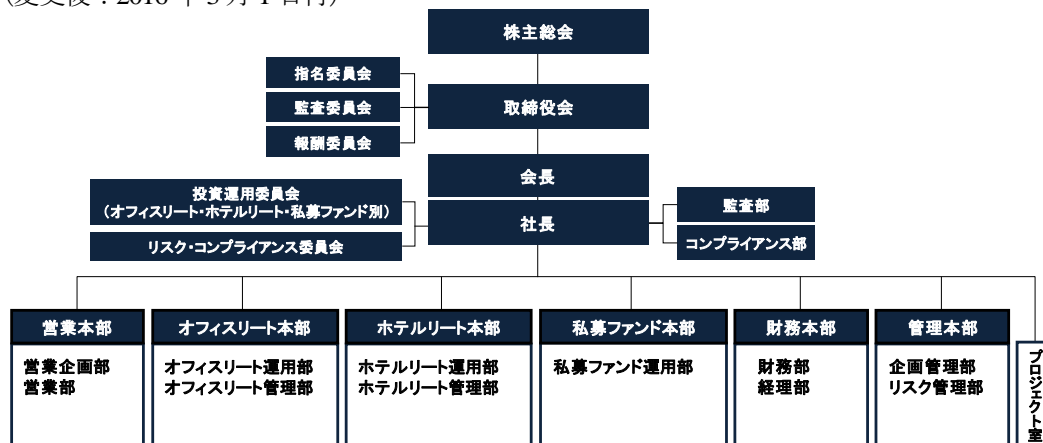 (変更後:2016 年 3 月 1 日付)
株主総会
指名委員会
監査委員会
報酬委員会
取締役会
会長
投資運用委員会
(オフィスリート・ホテルリート・私募ファンド別)
リスク・コンプライアンス委員会
社長
監査部
コンプライアンス部
営業本部
営業企画部
営業部
オフィスリート本部
オフィスリート運用部
オフィスリート管理部
ホテルリート本部
ホテルリート運用部
ホテルリート管理部
私募ファンド本部
私募ファンド運用部
財務本部
財務部
経理部
管理本部
企画管理部
リスク管理部
プロジェクト室